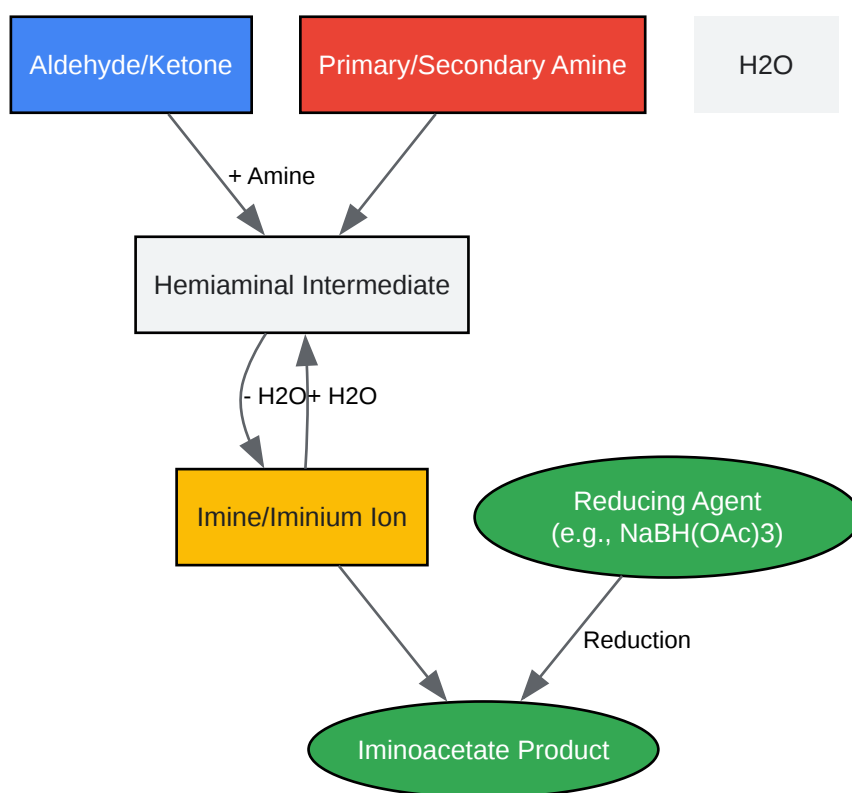 Aldehyde/Ketone
Primary/Secondary Amine
H2O
+ Amine
Hemiaminal Intermediate
- H2O
+ H2O
Imine/Iminium Ion
Reducing Agent
(e.g., NaBH(OAc)3)
Reduction
Iminoacetate Product